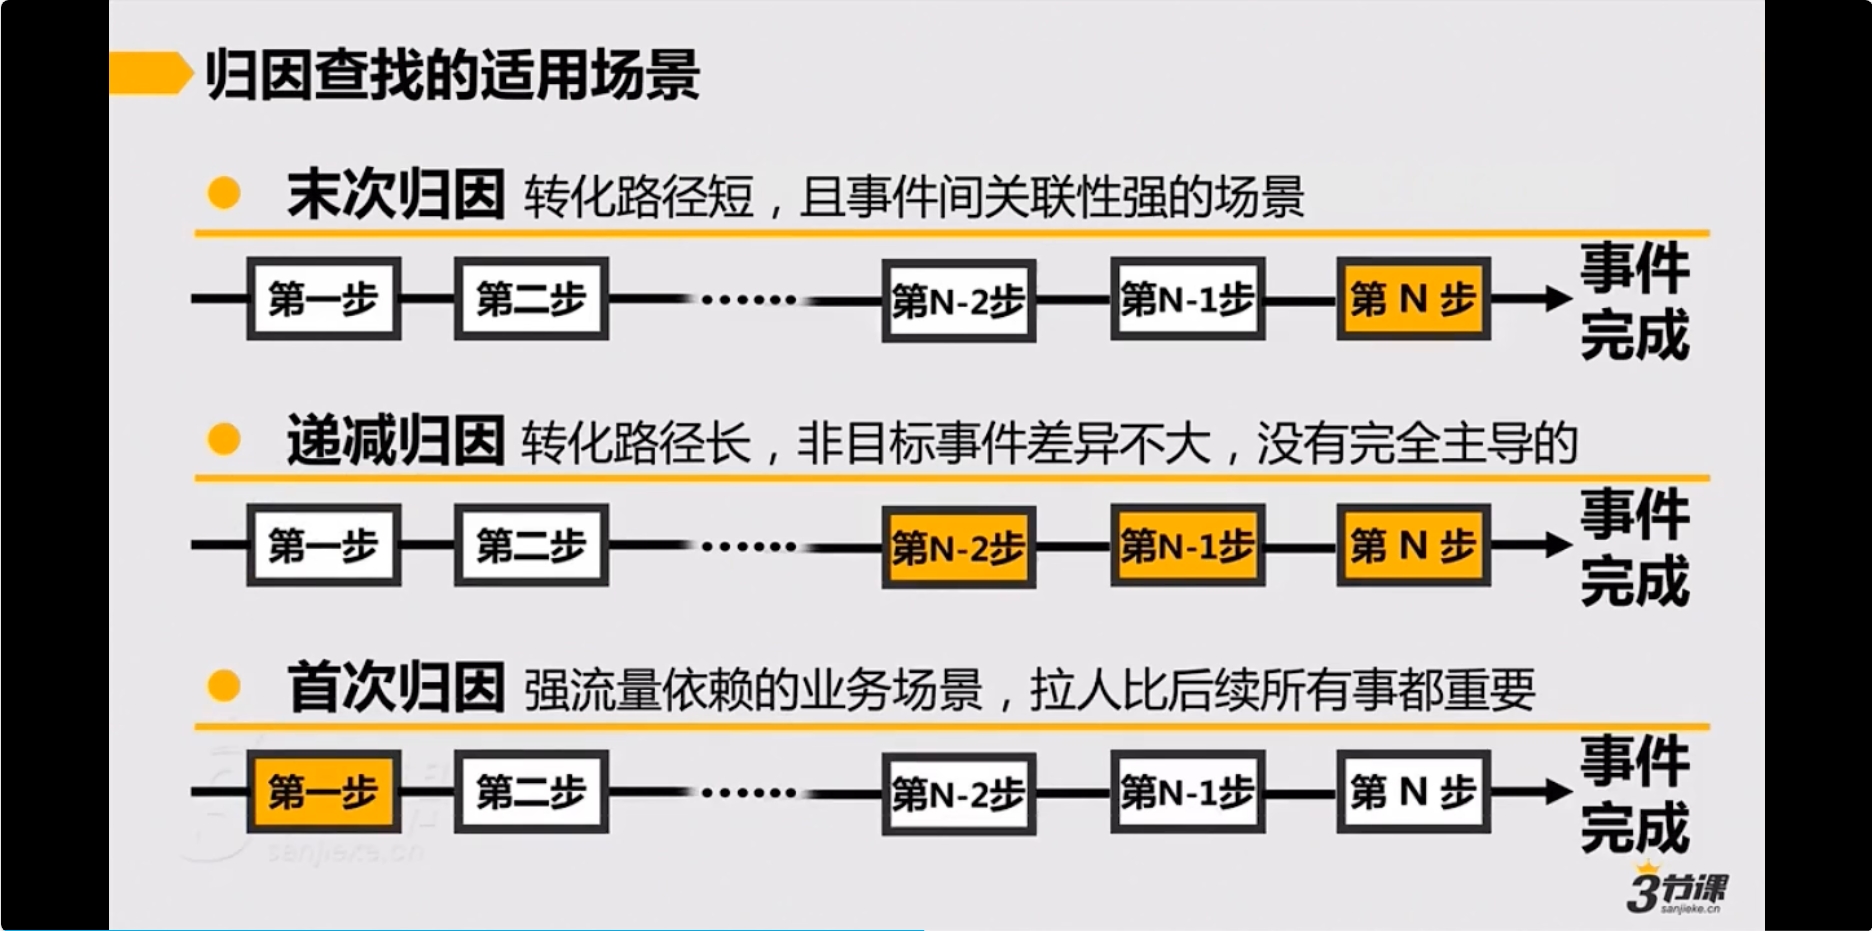 归因查找的适用场景
末次归因 转化路径短，且事件间关联性强的场景
第一步 第二步 …… 第N-2步 第N-1步 第 N 步 事件
完成
递减归因 转化路径长，非目标事件差异不大，没有完全主导的
第一步 第二步 …… 第N-2步 第N-1步 第 N 步 事件
完成
首次归因 强流量依赖的业务场景，拉人比后续所有事都重要
第一步 第二步 …… 第N-2步 第N-1步 第 N 步 事件
完成
sanjieke.cn
3节课
sanjieke.cn